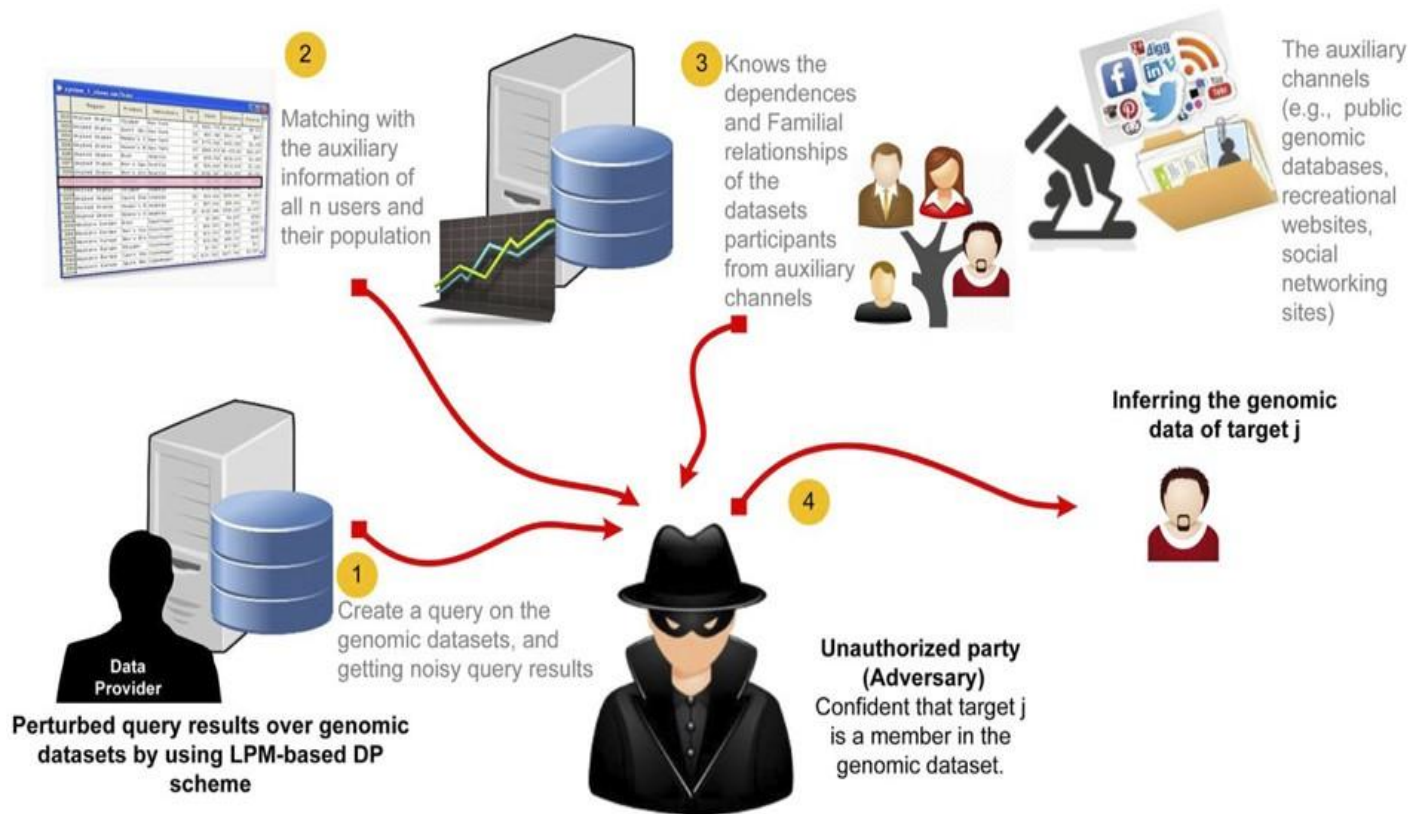 2
Matching with
the auxiliary
information of
all n users and
their population
3
Knows the
dependences
and Familial
relationships
of the
datasets
participants
from auxiliary
channels
digg
The auxiliary
channels
(e.g., public
genomic
databases,
recreational
websites,
social
networking
sites)
1
Create a query on the
genomic datasets, and
getting noisy query results
Data
Provider
Perturbed query results over genomic
datasets by using LPM-based DP
scheme
4
Inferring the genomic
data of target j
Unauthorized party
(Adversary)
Confident that target j
is a member in the
genomic dataset.